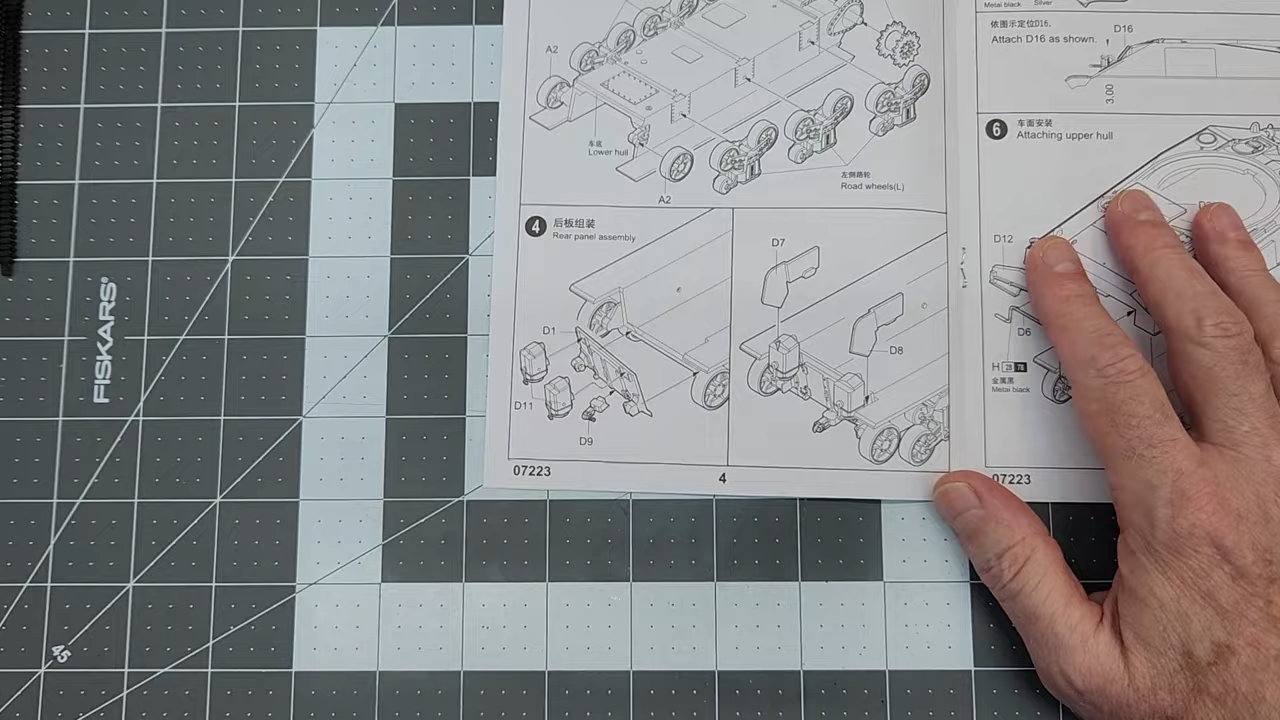 FISKARS®
45
A2
车底
Lower hull
A2
左侧路轮
Road wheels(L)
4
后板组装
Rear panel assembly
D1
D11
D9
D7
D8
07223
4
Metal black
Silver
依图示定位D16.
Attach D16 as shown.
D16
3.00
6
车面安装
Attaching upper hull
D12
D6
H 28 78
金属黑
Metal black
07223